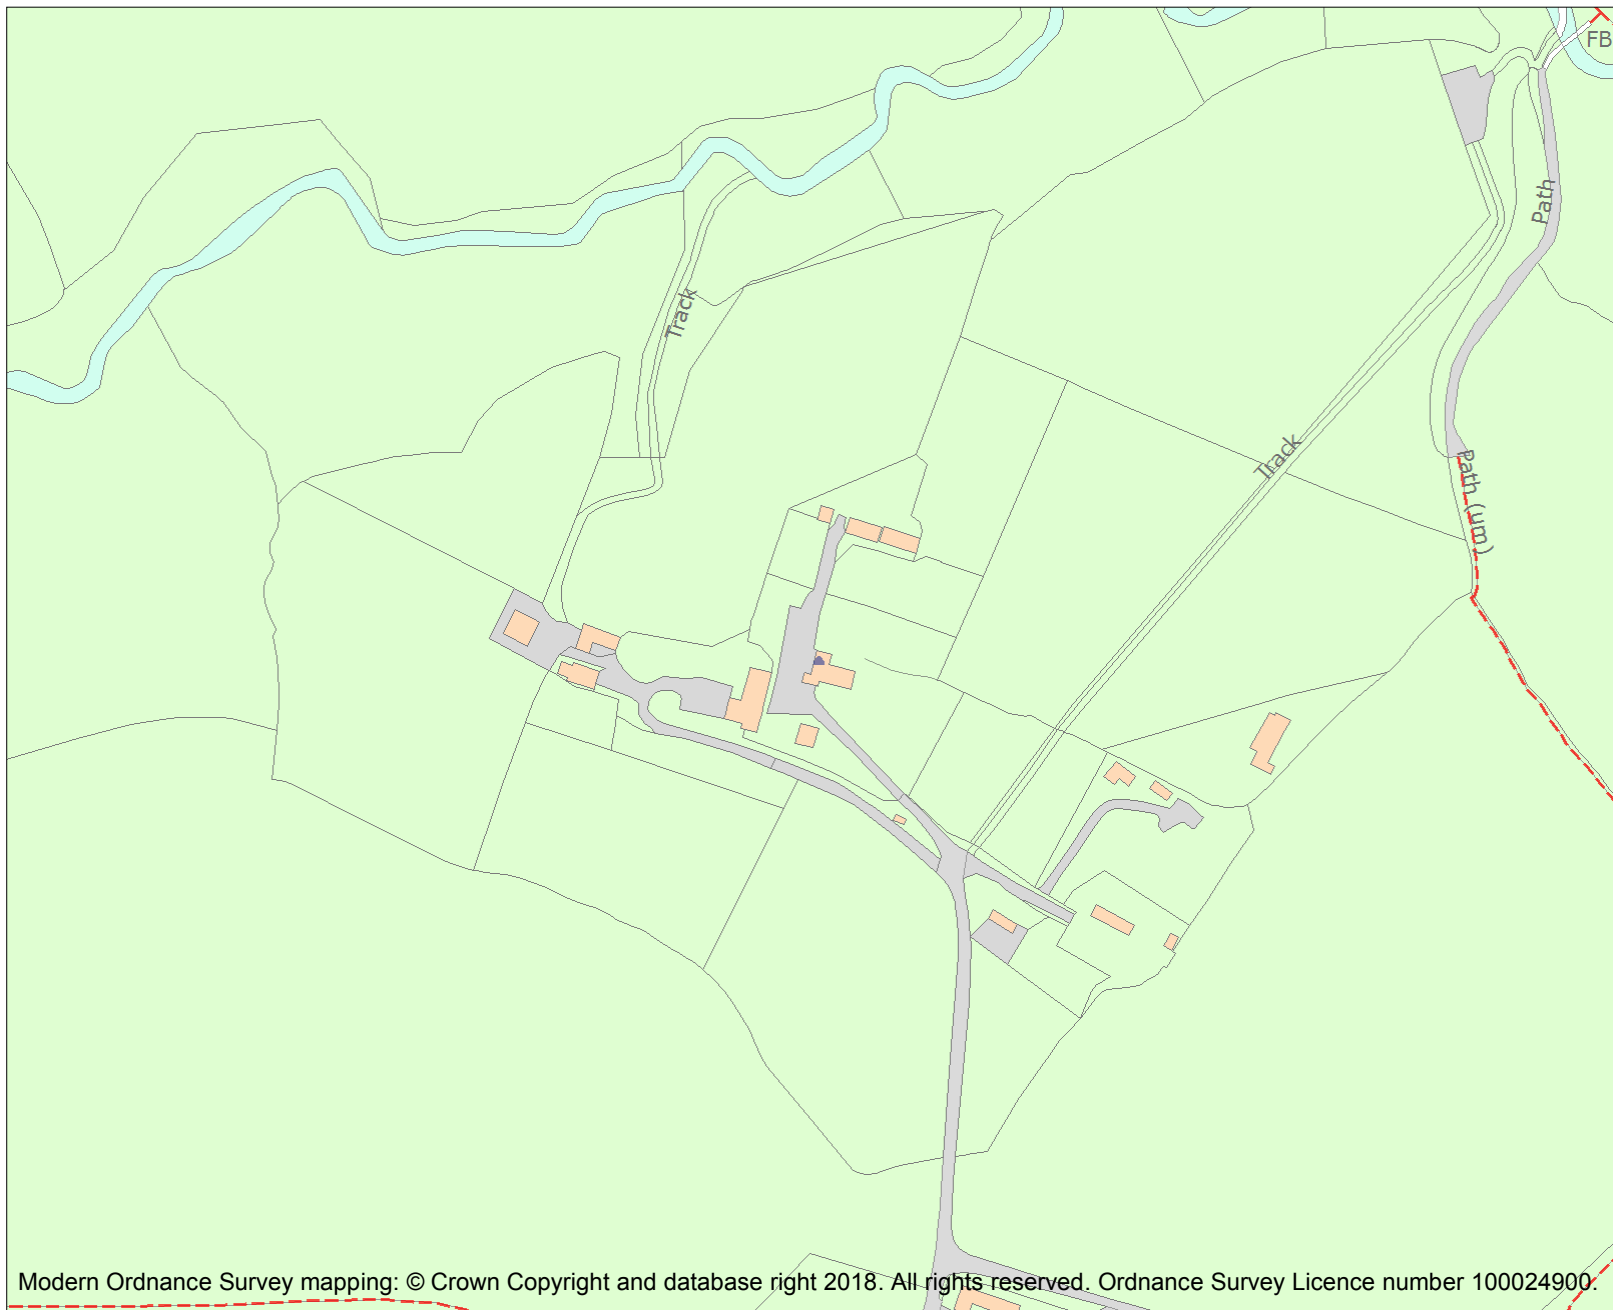 FB
Path
Track
Track
Path (um)
Modern Ordnance Survey mapping: © Crown Copyright and database right 2018. All rights reserved. Ordnance Survey Licence number 100024900.